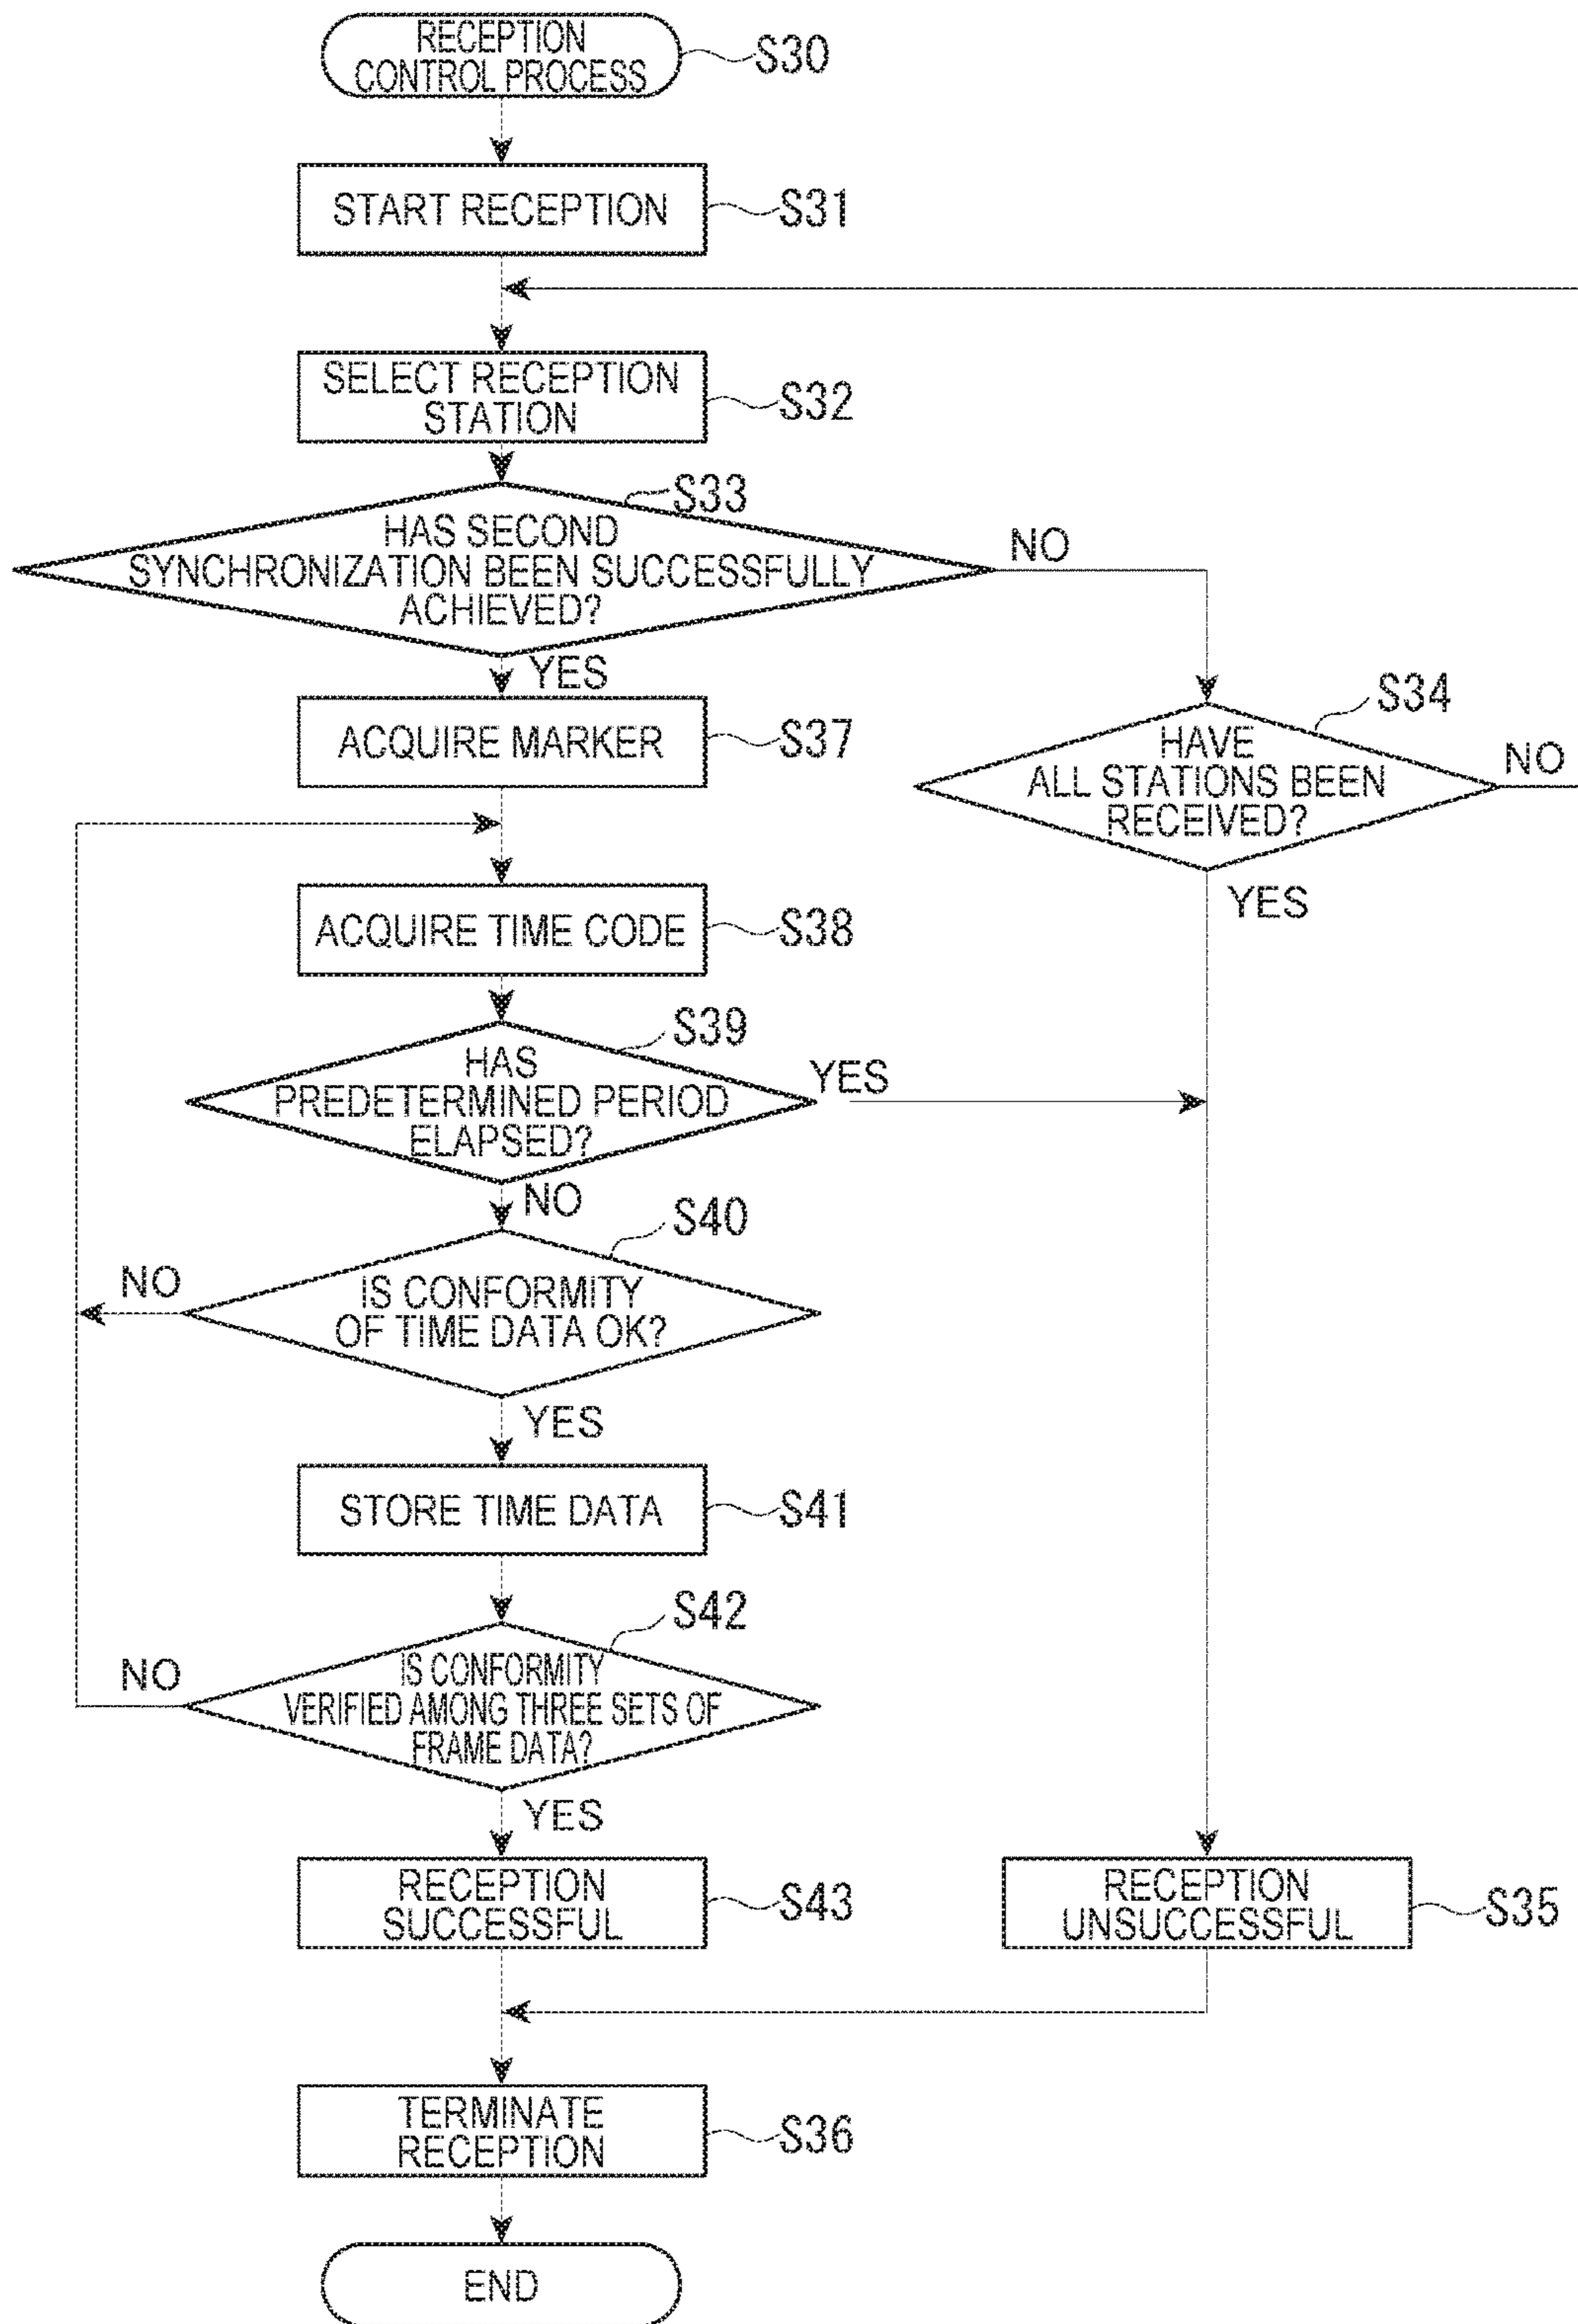 RECEPTION
CONTROL PROCESS
S30
START RECEPTION
S31
SELECT RECEPTION
STATION
S32
S33
HAS SECOND
SYNCHRONIZATION BEEN SUCCESSFULLY
ACHIEVED?
NO
YES
S34
HAVE
ALL STATIONS BEEN
RECEIVED?
NO
YES
ACQUIRE MARKER
S37
ACQUIRE TIME CODE
S38
S39
HAS
PREDETERMINED PERIOD
ELAPSED?
YES
NO
S40
IS CONFORMITY
OF TIME DATA OK?
NO
YES
STORE TIME DATA
S41
S42
IS CONFORMITY
VERIFIED AMONG THREE SETS OF
FRAME DATA?
NO
YES
RECEPTION
SUCCESSFUL
S43
RECEPTION
UNSUCCESSFUL
S35
TERMINATE
RECEPTION
S36
END